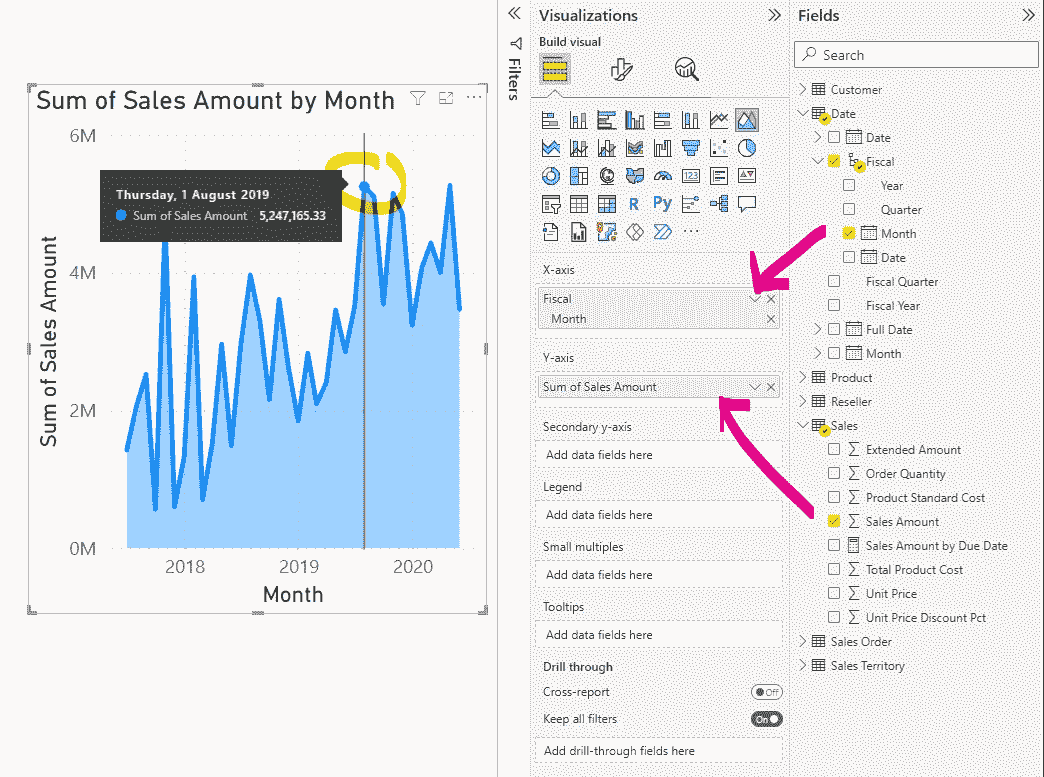 Sum of Sales Amount by Month
6M
4M
2M
0M
Sum of Sales Amount
Thursday, 1 August 2019
Sum of Sales Amount 5,247,165.33
2018 2019 2020
Month
Filters
Visualizations
Build visual
123
R
Py
X-axis
Fiscal
Month
Y-axis
Sum of Sales Amount
Secondary y-axis
Add data fields here
Legend
Add data fields here
Small multiples
Add data fields here
Tooltips
Add data fields here
Drill through
Cross-report
Off
Keep all filters
On
Add drill-through fields here
Fields
Search
Customer
Date
Date
Fiscal
Year
Quarter
Month
Date
Fiscal Quarter
Fiscal Year
Full Date
Month
Product
Reseller
Sales
Extended Amount
Order Quantity
Product Standard Cost
Sales Amount
Sales Amount by Due Date
Total Product Cost
Unit Price
Unit Price Discount Pct
Sales Order
Sales Territory